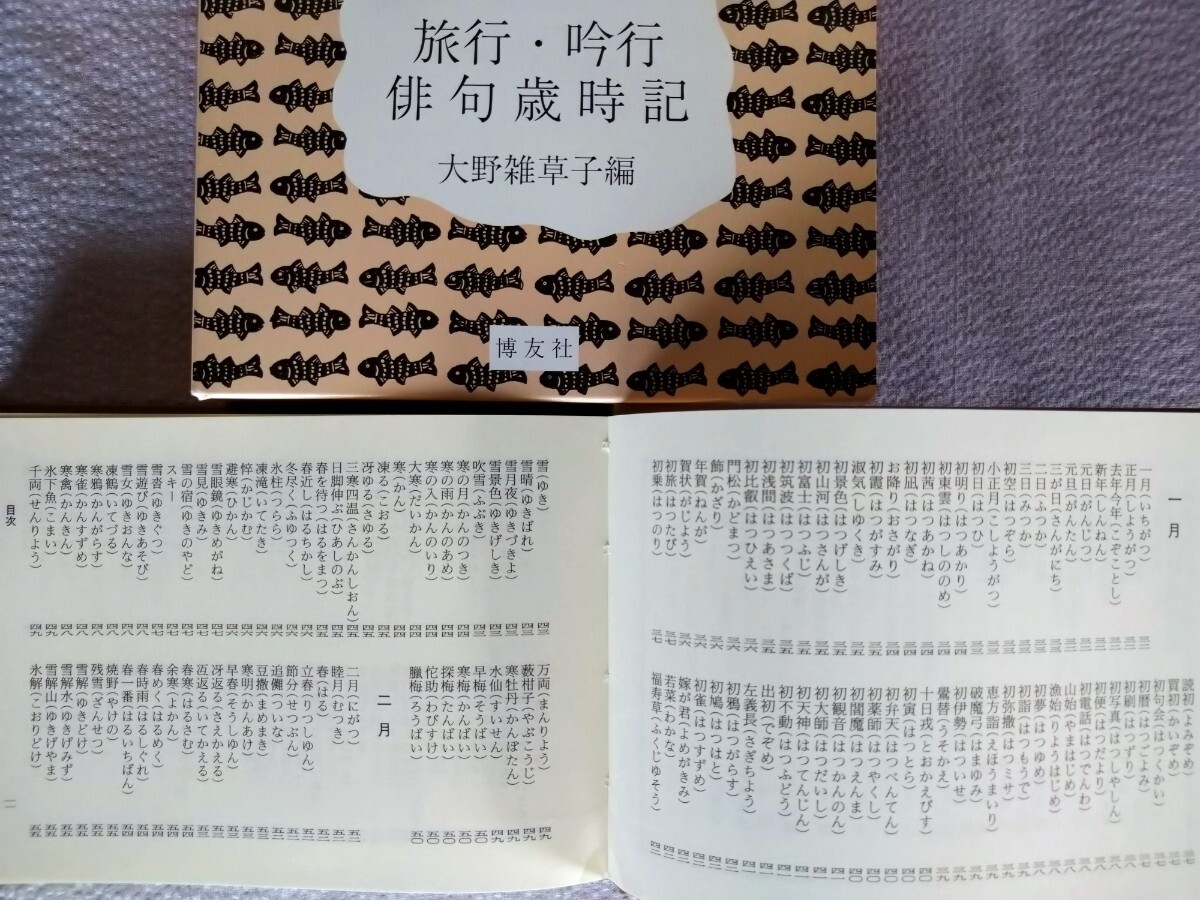 旅行・吟行
俳句歳時記
大野雑草子編
博友社
一月
一月(いちがつ)
正月(しょうがつ)
去年今年(こぞことし)
新年(しんねん)
元日(がんじつ)
元旦(がんたん)
三が日(さんがにち)
二日(ふつか)
三日(みっか)
初空(はつぞら)
小正月(こしょうがつ)
初日(はつひ)
初明り(はつあかり)
初東雲(はつしののめ)
初茜(はつあかね)
初凪(はつなぎ)
お降り(おさがり)
初霞(はつがすみ)
淑気(しゅくき)
初景色(はつげしき)
初山河(はつさんが)
初富士(はつふじ)
初筑波(はつつくば)
初浅間(はつあさま)
初比叡(はつひえい)
門松(かどまつ)
飾(かざり)
年賀(ねんが)
賀状(がじょう)
初旅(はつたび)
初乗(はつのり)
読初(よみぞめ)
買初(かいぞめ)
初句会(はつくかい)
初暦(はつごよみ)
初刷(はつずり)
初写真(はつしゃしん)
初便(はつだより)
初電話(はつでんわ)
山始(やまはじめ)
漁始(りょうはじめ)
初夢(はつゆめ)
初詣(はつもうで)
初弥撒(はつミサ)
恵方詣(えほうまいり)
破魔弓(はまゆみ)
初伊勢(はついせ)
鷽替(うそかえ)
十日戎(とおかえびす)
初寅(はつとら)
初弁天(はつべんてん)
初薬師(はつやくし)
初閻魔(はつえんま)
初観音(はつかんのん)
初大師(はつだいし)
初天神(はつてんじん)
初不動(はつふどう)
出初(でぞめ)
左義長(さぎちょう)
初鴉(はつがらす)
初鳩(はつはと)
初雀(はつすずめ)
嫁が君(よめがきみ)
若菜(わかな)
福寿草(ふくじゅそう)
雪(ゆき)
雪晴(ゆきばれ)
雪月夜(ゆきづきよ)
雪景色(ゆきげしき)
吹雪(ふぶき)
寒の月(かんのつき)
寒の雨(かんのあめ)
寒の入(かんのいり)
大寒(だいかん)
寒(かん)
凍る(こおる)
冴ゆる(さゆる)
三寒四温(さんかんしおん)
日脚伸ぶ(ひあしのぶ)
春を待つ(はるをまつ)
春近し(はるちかし)
冬尽く(ふゆつく)
氷柱(つらら)
凍滝(いてたき)
悴む(かじかむ)
避寒(ひかん)
雪眼鏡(ゆきめがね)
雪見(ゆきみ)
雪の宿(ゆきのやど)
スキー
雪沓(ゆきぐつ)
雪遊び(ゆきあそび)
雪女(ゆきおんな)
凍鶴(いてづる)
寒鴉(かんがらす)
寒雀(かんすずめ)
寒禽(かんきん)
氷下魚(こまい)
千両(せんりょう)
万両(まんりょう)
藪柑子(やぶこうじ)
寒牡丹(かんぼたん)
水仙(すいせん)
早梅(そうばい)
寒梅(かんばい)
探梅(たんばい)
佗助(わびすけ)
臘梅(ろうばい)
二月
二月(にがつ)
睦月(むつき)
春(はる)
立春(りっしゅん)
節分(せつぶん)
追儺(ついな)
豆撒(まめまき)
寒明(かんあけ)
早春(そうしゅん)
冴返る(さえかえる)
冱返る(いてかえる)
春寒(はるさむ)
余寒(よかん)
春めく(はるめく)
春時雨(はるしぐれ)
春一番(はるいちばん)
焼野(やけの)
残雪(ざんせつ)
雪解(ゆきどけ)
雪解水(ゆきげみず)
雪解山(ゆきげやま)
氷解(こおりどけ)
目次